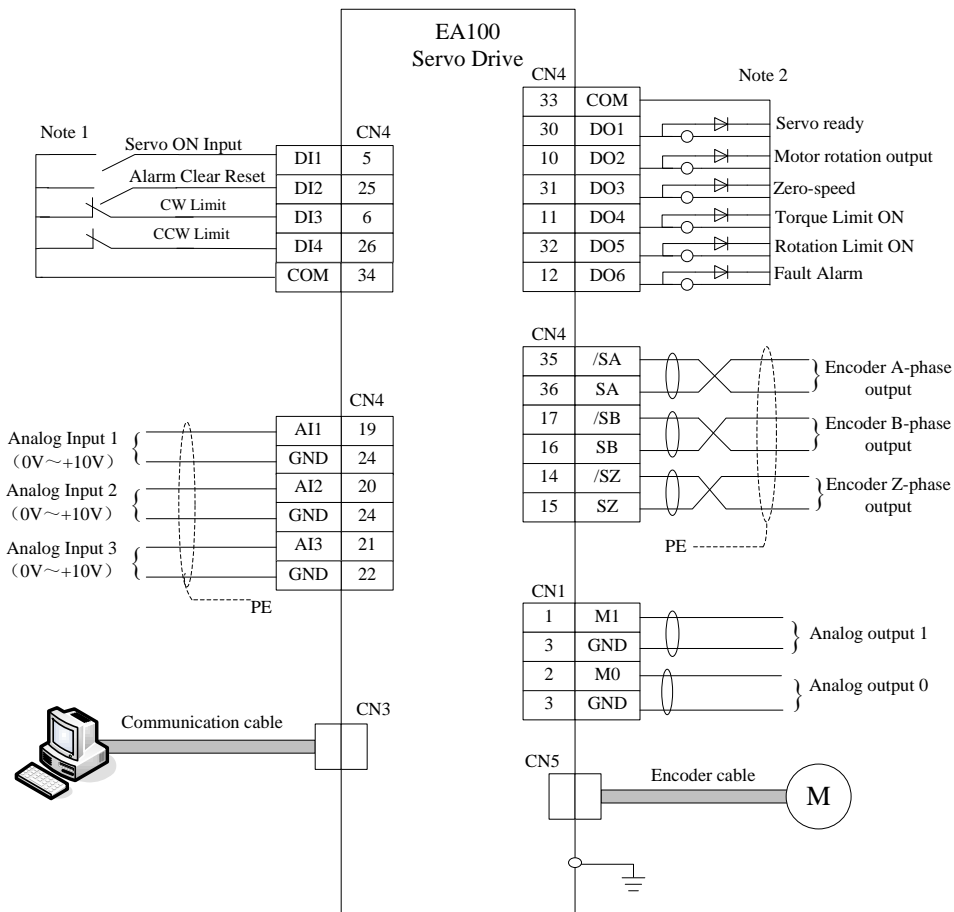 EA100
Servo Drive
Note 1
CN4
Servo ON Input
DI1 5
Alarm Clear Reset
DI2 25
CW Limit
DI3 6
CCW Limit
DI4 26
COM 34
CN4
Note 2
33 COM
30 DO1 Servo ready
10 DO2 Motor rotation output
31 DO3 Zero-speed
11 DO4 Torque Limit ON
32 DO5 Rotation Limit ON
12 DO6 Fault Alarm
CN4
35 /SA
36 SA
Encoder A-phase
output
17 /SB
16 SB
Encoder B-phase
output
14 /SZ
15 SZ
Encoder Z-phase
output
PE
CN4
Analog Input 1
（0V～+10V）
AI1 19
GND 24
Analog Input 2
（0V～+10V）
AI2 20
GND 24
Analog Input 3
（0V～+10V）
AI3 21
GND 22
PE
CN1
1 M1
3 GND
Analog output 1
2 M0
3 GND
Analog output 0
Communication cable
CN3
CN5
Encoder cable
M